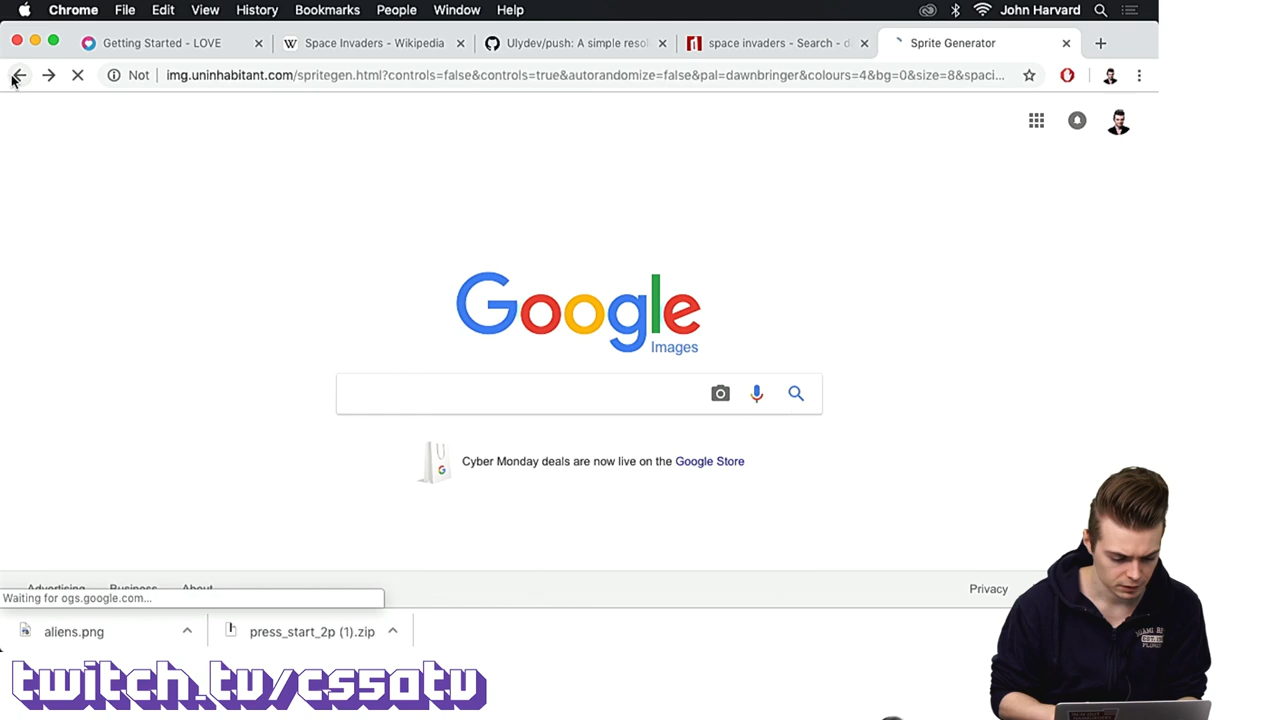 Chrome File Edit View History Bookmarks People Window Help John Harvard
Getting Started - LOVE
Space Invaders - Wikipedia
Ulydev/push: A simple resol
space invaders - Search - d
Sprite Generator
Not img.uninhabitant.com/spritegen.html?controls=false&controls=true&autorandomize=false&pal=dawnbringer&colours=4&bg=0&size=8&spaci...
Google
Images
Cyber Monday deals are now live on the Google Store
Advertising Business About Privacy
Waiting for ogs.google.com...
aliens.png
press_start_2p (1).zip
twitch.tv/cs50tv